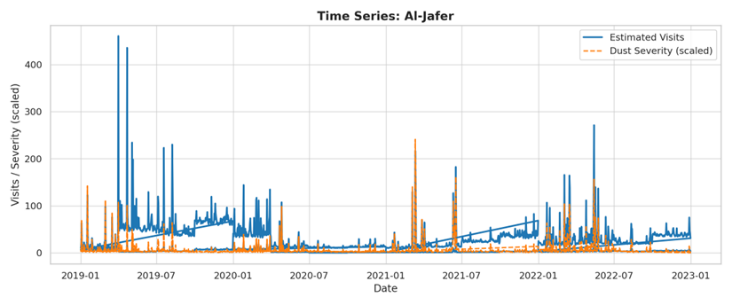 Time Series: Al-Jafer
Estimated Visits
Dust Severity (scaled)
Visits / Severity (scaled)
400
300
200
100
0
2019-01 2019-07 2020-01 2020-07 2021-01 2021-07 2022-01 2022-07 2023-01
Date